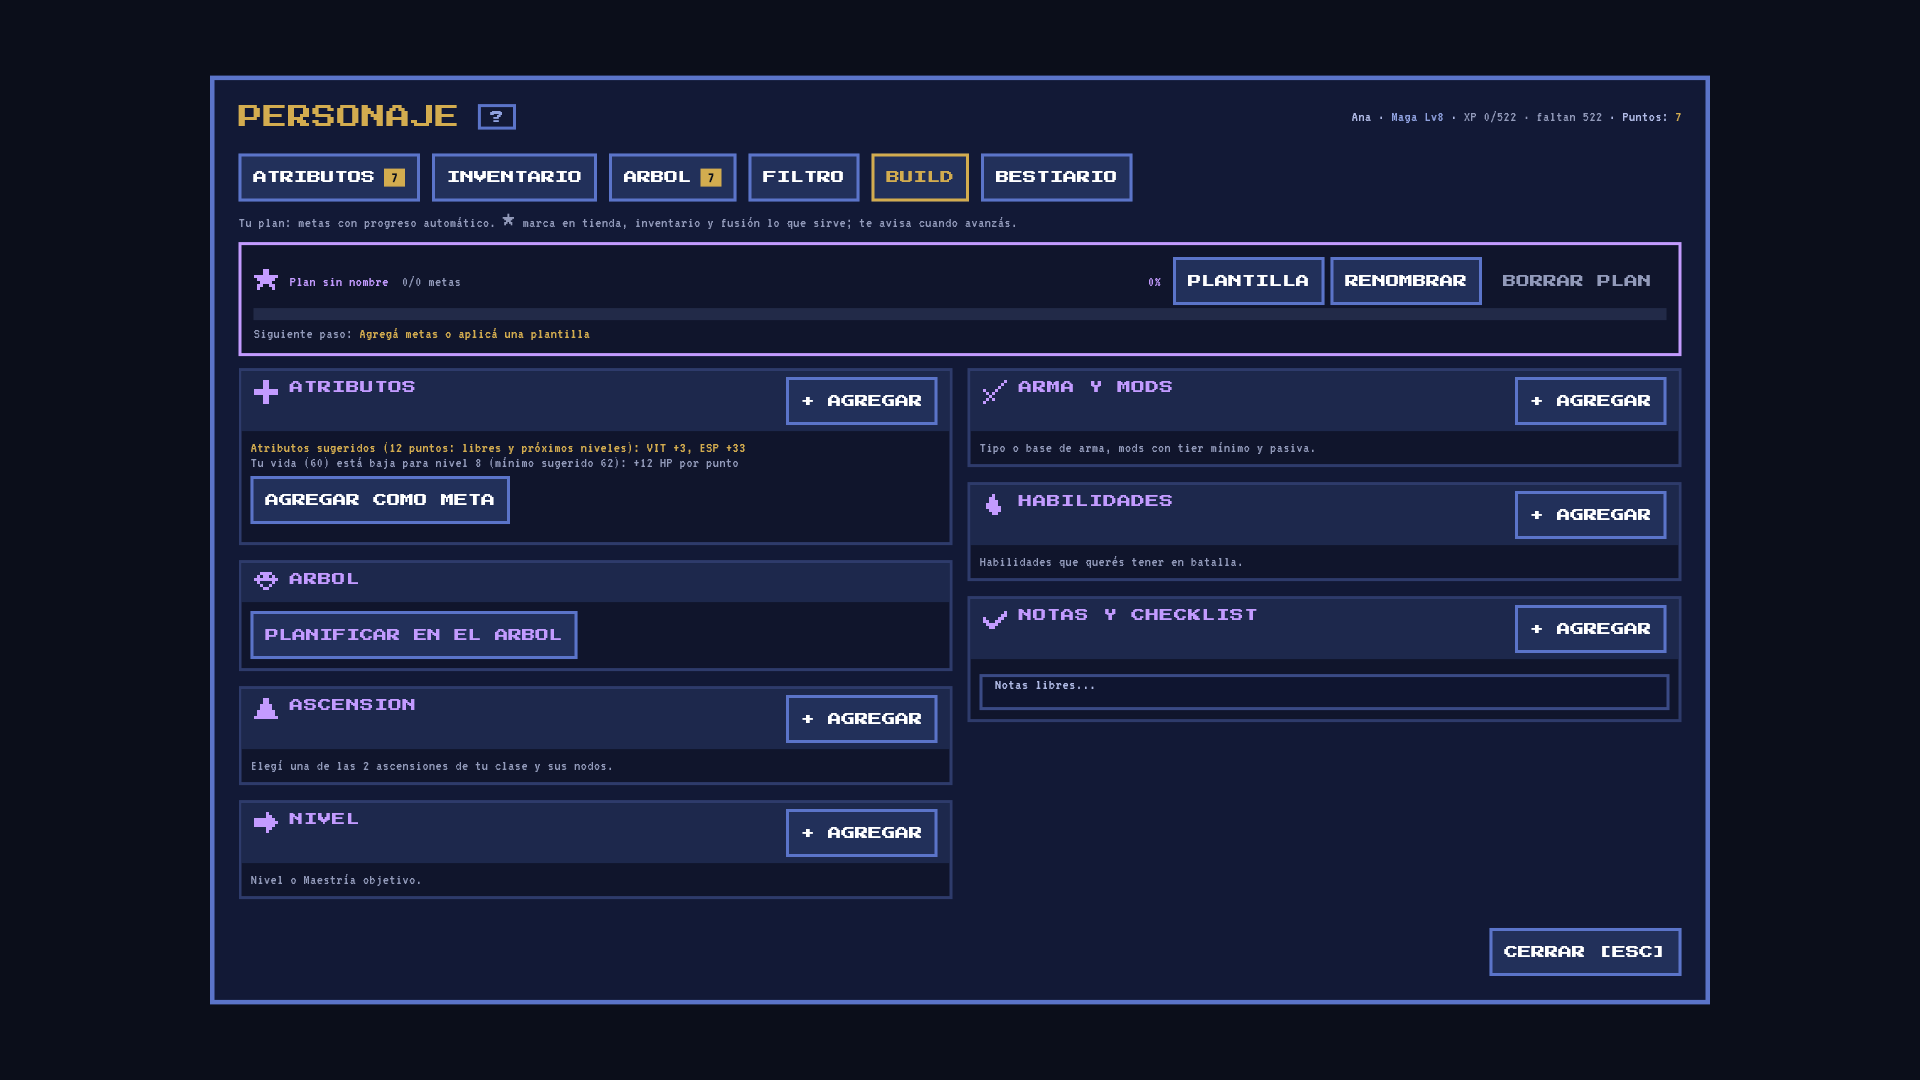 PERSONAJE ?
Ana · Maga Lv8 · XP 0/522 · faltan 522 · Puntos: 7
ATRIBUTOS 7 INVENTARIO ARBOL 7 FILTRO BUILD BESTIARIO
Tu plan: metas con progreso automático. ★ marca en tienda, inventario y fusión lo que sirve; te avisa cuando avanzás.
Plan sin nombre 0/0 metas 0% PLANTILLA RENOMBRAR BORRAR PLAN
Siguiente paso: Agregá metas o aplicá una plantilla
ATRIBUTOS + AGREGAR
Atributos sugeridos (12 puntos: libres y próximos niveles): VIT +3, ESP +33
Tu vida (60) está baja para nivel 8 (mínimo sugerido 62): +12 HP por punto
AGREGAR COMO META
ARBOL
PLANIFICAR EN EL ARBOL
ASCENSION + AGREGAR
Elegí una de las 2 ascensiones de tu clase y sus nodos.
NIVEL + AGREGAR
Nivel o Maestría objetivo.
ARMA Y MODS + AGREGAR
Tipo o base de arma, mods con tier mínimo y pasiva.
HABILIDADES + AGREGAR
Habilidades que querés tener en batalla.
NOTAS Y CHECKLIST + AGREGAR
Notas libres...
CERRAR [ESC]